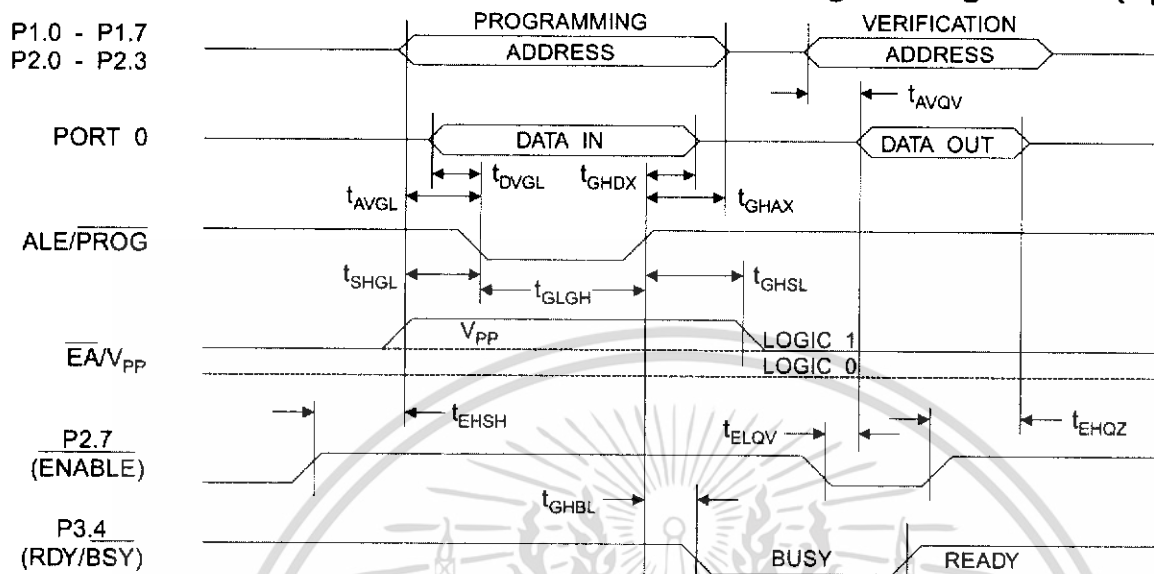 PROGRAMMING VERIFICATION
P1.0 - P1.7
P2.0 - P2.3 ADDRESS ADDRESS
tAVQV
PORT 0 DATA IN DATA OUT
tDVGL tGHDX
tAVGL tGHAX
ALE/PROG
tSHGL tGLGH tGHSL
VPP LOGIC 1
EA/VPP
LOGIC 0
tEHSH tELQV tEHQZ
P2.7
(ENABLE)
tGHBL
P3.4
(RDY/BSY) BUSY READY